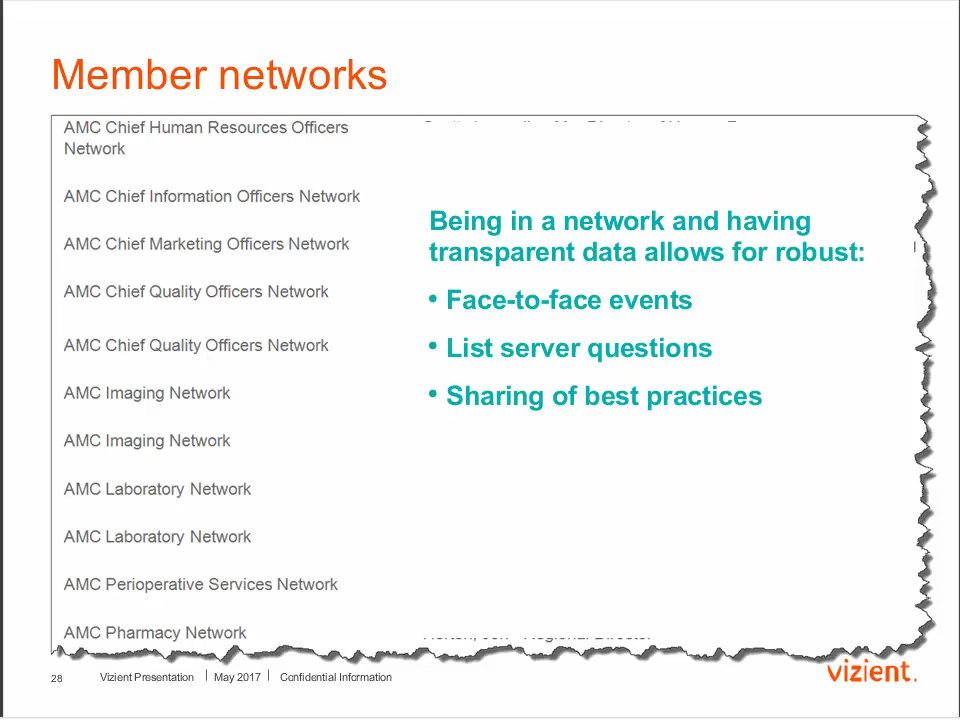 Member networks
AMC Chief Human Resources Officers
Network
AMC Chief Information Officers Network
AMC Chief Marketing Officers Network
AMC Chief Quality Officers Network
AMC Chief Quality Officers Network
AMC Imaging Network
AMC Imaging Network
AMC Laboratory Network
AMC Laboratory Network
AMC Perioperative Services Network
AMC Pharmacy Network
Being in a network and having
transparent data allows for robust:
• Face-to-face events
• List server questions
• Sharing of best practices
Regional Director
28 Vizient Presentation | May 2017 | Confidential Information
vizient.